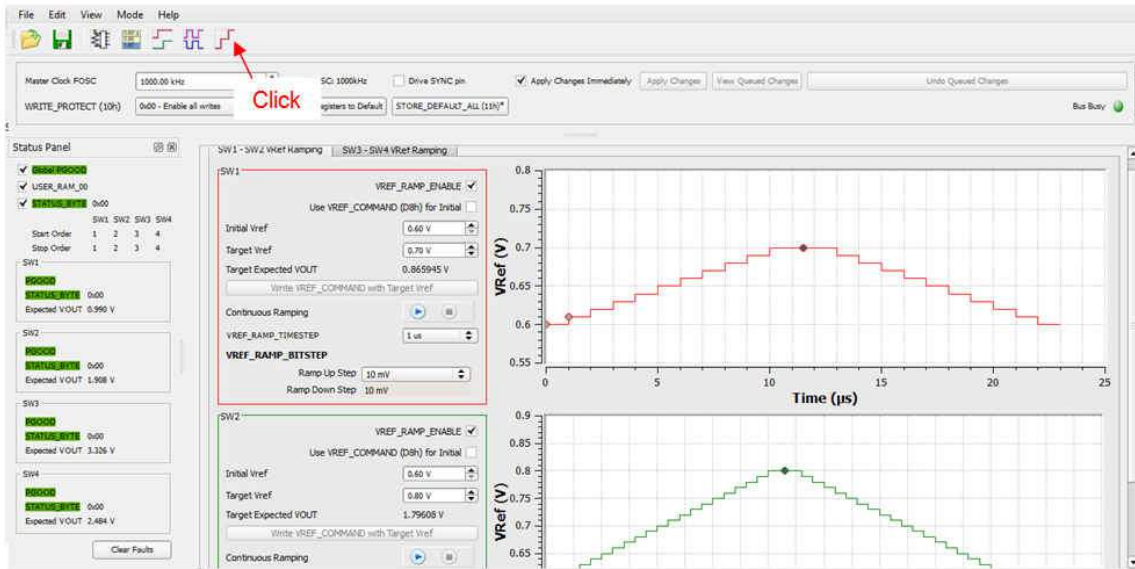 File Edit View Mode Help
Click
Master Clock FOSC 1000.00 kHz SC: 1000kHz Drive SYNC pin Apply Changes Immediately Apply Changes View Queued Changes Undo Queued Changes
WRITE_PROTECT (10h) 0x00 - Enable all writes egisters to Default STORE_DEFAULT_ALL (11h)* Bus Busy
Status Panel
Global PGOOD
USER_RAM_00
STATUS_BYTE 0x00
SW1 SW2 SW3 SW4
Start Order 1 2 3 4
Stop Order 1 2 3 4
SW1
PGOOD
STATUS_BYTE 0x00
Expected VOUT 0.990 V
SW2
PGOOD
STATUS_BYTE 0x00
Expected VOUT 1.908 V
SW3
PGOOD
STATUS_BYTE 0x00
Expected VOUT 3.326 V
SW4
PGOOD
STATUS_BYTE 0x00
Expected VOUT 2.484 V
Clear Faults
SW1 - SW2 VRef Ramping SW3 - SW4 VRef Ramping
SW1
VREF_RAMP_ENABLE
Use VREF_COMMAND (D8h) for Initial
Initial Vref 0.60 V
Target Vref 0.70 V
Target Expected VOUT 0.865945 V
Write VREF_COMMAND with Target Vref
Continuous Ramping
VREF_RAMP_TIMESTEP 1 us
VREF_RAMP_BITSTEP
Ramp Up Step 10 mV
Ramp Down Step 10 mV
0.8
0.75
0.7
0.65
0.6
0.55
VRef (V)
0 5 10 15 20 25
Time (µs)
SW2
VREF_RAMP_ENABLE
Use VREF_COMMAND (D8h) for Initial
Initial Vref 0.60 V
Target Vref 0.80 V
Target Expected VOUT 1.79608 V
Write VREF_COMMAND with Target Vref
Continuous Ramping
0.9
0.85
0.8
0.75
0.7
0.65
VRef (V)